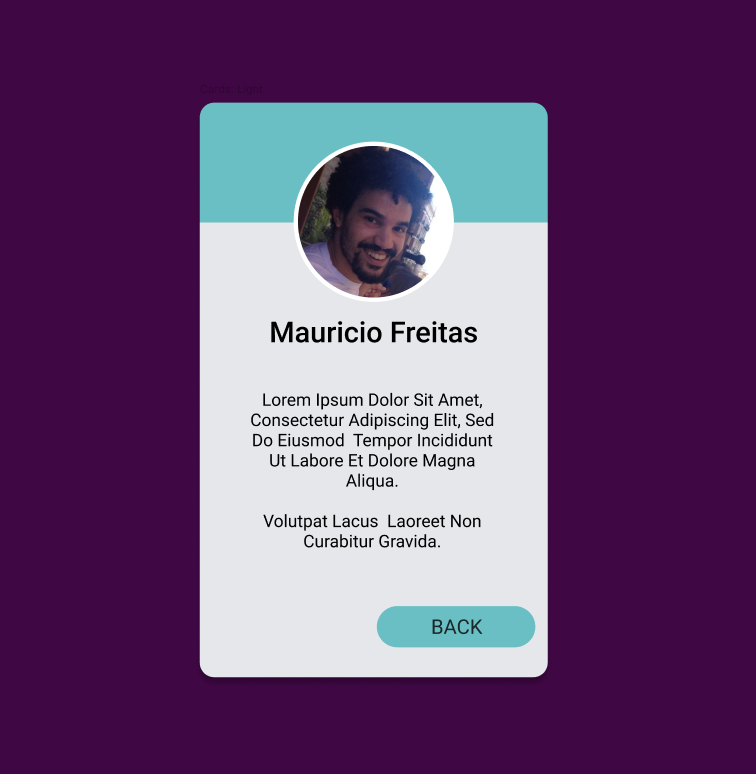 Mauricio Freitas
Lorem Ipsum Dolor Sit Amet,
Consectetur Adipiscing Elit, Sed
Do Eiusmod  Tempor Incididunt
Ut Labore Et Dolore Magna
Aliqua.
Volutpat Lacus  Laoreet Non
Curabitur Gravida.
BACK